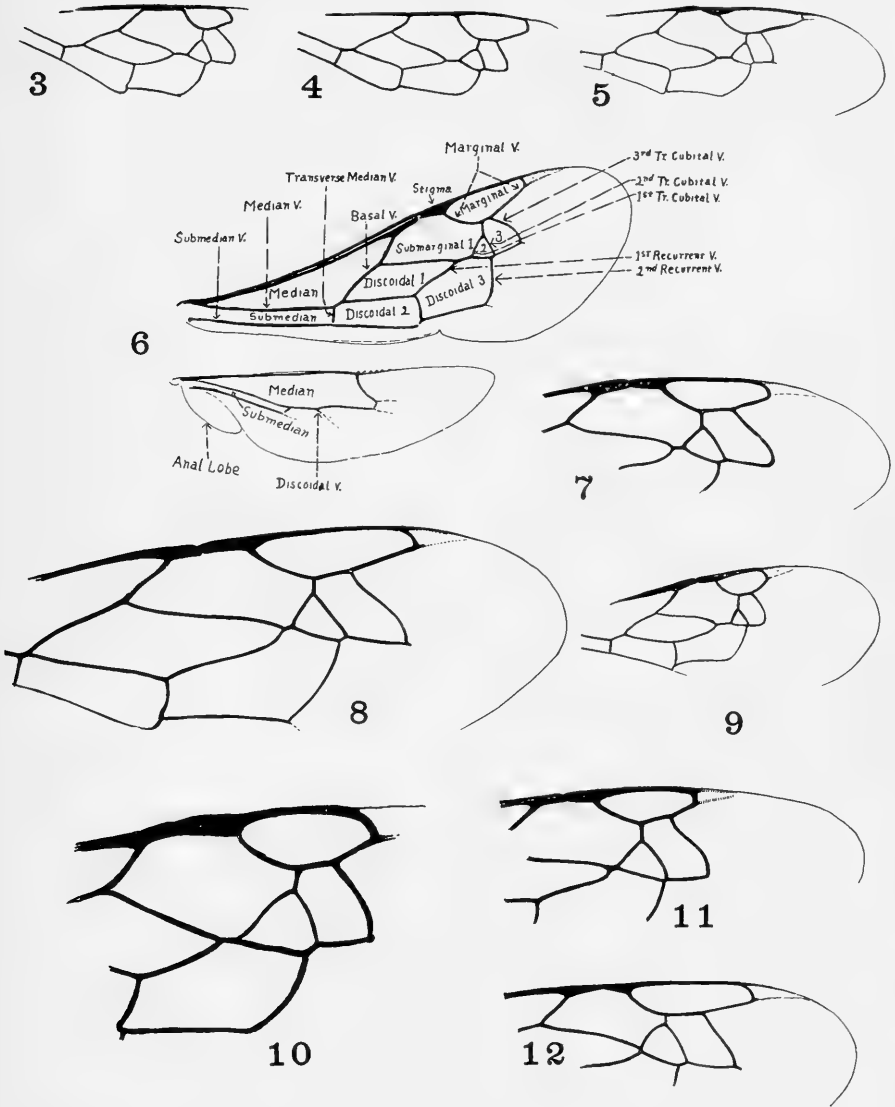 3
4
5
Marginal V.
3rd Tr. Cubital V.
Transverse Median V.
2nd Tr. Cubital V.
Stigma
Marginal
1st Tr. Cubital V.
Median V.
Basal V.
Submedian V.
Submarginal 1
2
3
1st Recurrent V.
Discoidal 1
2nd Recurrent V.
Median
Discoidal 3
Submedian
Discoidal 2
6
Median
Submedian
Anal Lobe
Discoidal V.
7
8
9
10
11
12